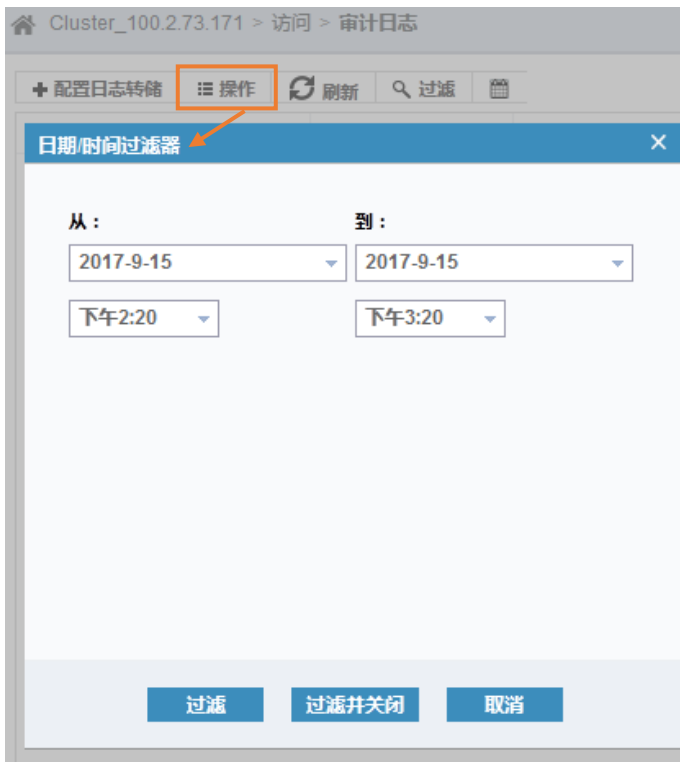 Cluster_100.2.73.171 > 访问 > 审计日志
配置日志转储 操作 刷新 过滤
日期/时间过滤器
从： 到：
2017-9-15 2017-9-15
下午2:20 下午3:20
过滤 过滤并关闭 取消